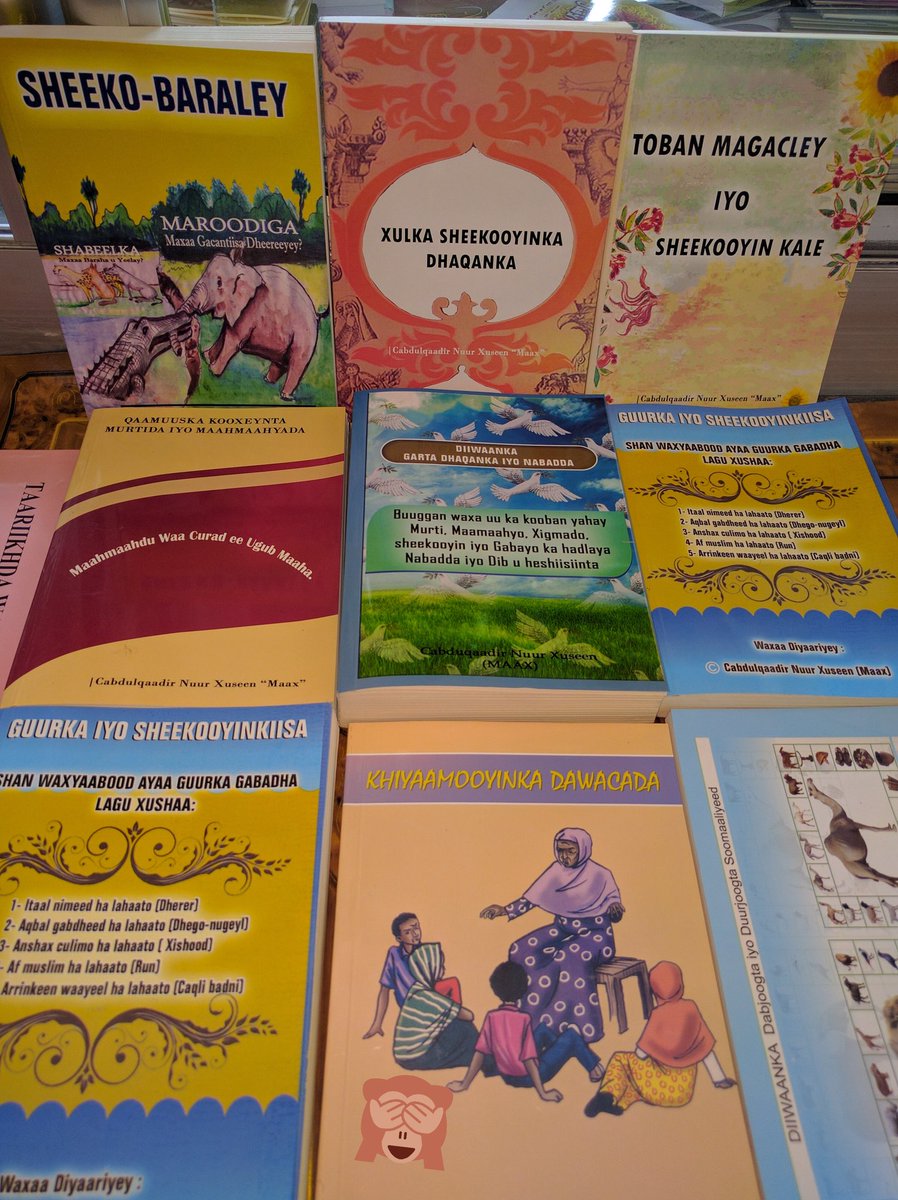 SHEEKO-BARALEY
MAROODIGA
Maxaa Gacantiisa Dheereeyey?
SHABEELKA
Maxaa Baraha u Yeelay?
XULKA SHEEKOOYINKA
DHAQANKA
|Cabdulqaadir Nuur Xuseen "Maax"
TOBAN MAGACLEY
IYO
SHEEKOOYIN KALE
|Cabdulqaadir Nuur Xuseen "Maax"
QAAMUUSKA KOOXEYNTA
MURTIDA IYO MAAHMAAHYADA
Maahmaahdu Waa Curad ee Ugub Maaha.
|Cabdulqaadir Nuur Xuseen "Maax"
DIIWAANKA
GARTA DHAQANKA IYO NABADDA
Buuggan waxa uu ka kooban yahay
Murti, Maamaahyo, Xigmado,
sheekooyin iyo Gabayo ka hadlaya
Nabadda iyo Dib u heshiisiinta
Cabduqaadir Nuur Xuseen
(MAAX)
GUURKA IYO SHEEKOOYINKIISA
SHAN WAXYAABOOD AYAA GUURKA GABADHA
LAGU XUSHAA:
1- Itaal nimeed ha lahaato (Dherer)
2- Aqbal gabdheed ha lahaato (Dhego-nugeyl)
3- Anshax culimo ha lahaato ( Xishood)
4- Af muslim ha lahaato (Run)
5- Arrinkeen waayeel ha lahaato (Caqli badni)
Waxaa Diyaariyey :
© Cabdulqaadir Nuur Xuseen (Maax)
TAARIIKHDA
GUURKA IYO SHEEKOOYINKIISA
SHAN WAXYAABOOD AYAA GUURKA GABADHA
LAGU XUSHAA:
1- Itaal nimeed ha lahaato (Dherer)
2- Aqbal gabdheed ha lahaato (Dhego-nugeyl)
3- Anshax culimo ha lahaato ( Xishood)
- Af muslim ha lahaato (Run)
Arrinkeen waayeel ha lahaato (Caqli badni)
Waxaa Diyaariyey :
KHIYAAMOOYINKA DAWACADA
DIIWAANKA Dabjoogta iyo Duurjoogta Soomaaliyeed